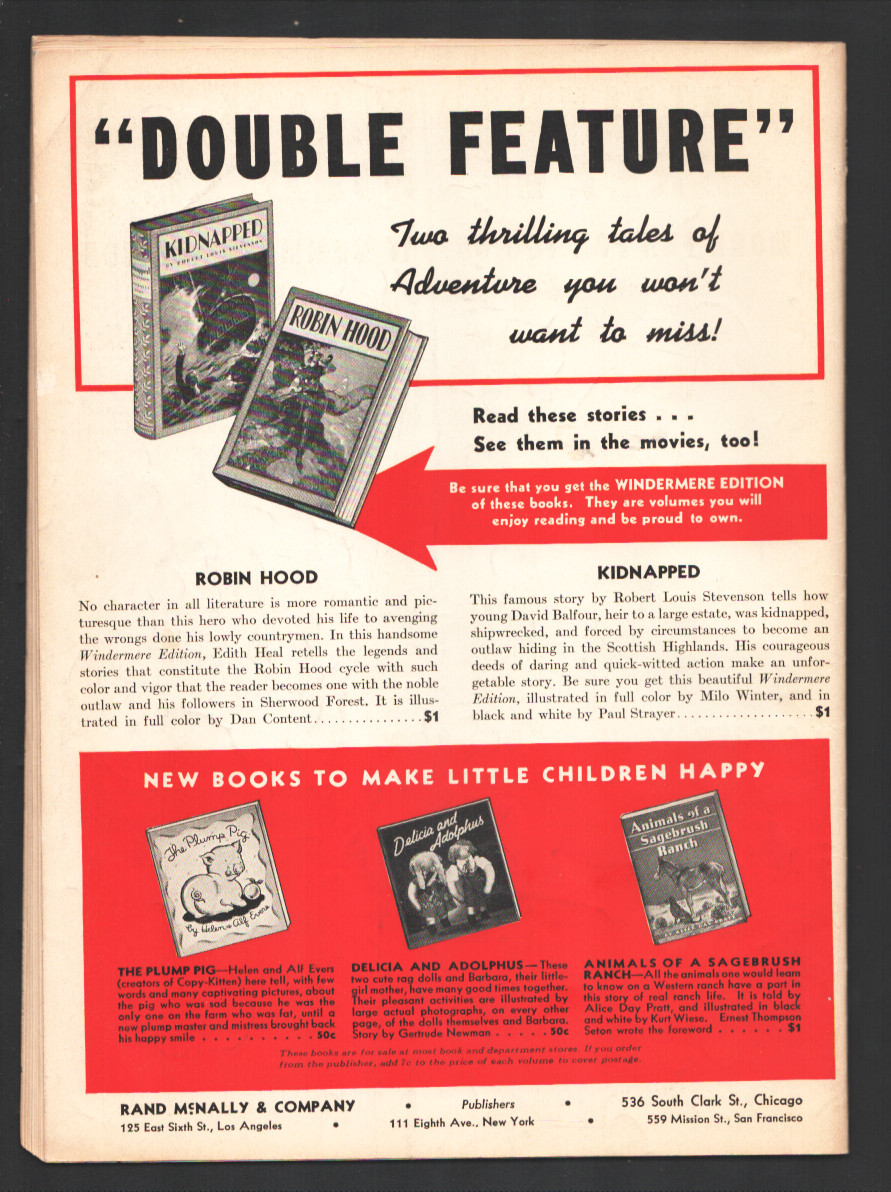 “DOUBLE FEATURE”
KIDNAPPED
BY ROBERT LOUIS STEVENSON
ROBIN HOOD
Two thrilling tales of
Adventure you won't
want to miss!
Read these stories . . .
See them in the movies, too!
Be sure that you get the WINDERMERE EDITION
of these books. They are volumes you will
enjoy reading and be proud to own.
ROBIN HOOD
No character in all literature is more romantic and pic-
turesque than this hero who devoted his life to avenging
the wrongs done his lowly countrymen. In this handsome
Windermere Edition, Edith Heal retells the legends and
stories that constitute the Robin Hood cycle with such
color and vigor that the reader becomes one with the noble
outlaw and his followers in Sherwood Forest. It is illus-
trated in full color by Dan Content................$1
KIDNAPPED
This famous story by Robert Louis Stevenson tells how
young David Balfour, heir to a large estate, was kidnapped,
shipwrecked, and forced by circumstances to become an
outlaw hiding in the Scottish Highlands. His courageous
deeds of daring and quick-witted action make an unfor-
getable story. Be sure you get this beautiful Windermere
Edition, illustrated in full color by Milo Winter, and in
black and white by Paul Strayer....................$1
NEW BOOKS TO MAKE LITTLE CHILDREN HAPPY
The Plump Pig
by Helen & Alf Evers
Delicia and
Adolphus
Animals of a
Sagebrush
Ranch
BY ALICE DAY PRATT
THE PLUMP PIG—Helen and Alf Evers
(creators of Copy-Kitten) here tell, with few
words and many captivating pictures, about
the pig who was sad because he was the
only one on the farm who was fat, until a
new plump master and mistress brought back
his happy smile . . . . . . . . . . 50c
DELICIA AND ADOLPHUS—These
two cute rag dolls and Barbara, their little-
girl mother, have many good times together.
Their pleasant activities are illustrated by
large actual photographs, on every other
page, of the dolls themselves and Barbara.
Story by Gertrude Newman . . . . . 50c
ANIMALS OF A SAGEBRUSH
RANCH—All the animals one would learn
to know on a Western ranch have a part in
this story of real ranch life. It is told by
Alice Day Pratt, and illustrated in black
and white by Kurt Wiese. Ernest Thompson
Seton wrote the foreword . . . . . . $1
These books are for sale at most book and department stores. If you order
from the publisher, add 7c to the price of each volume to cover postage.
RAND McNALLY & COMPANY • Publishers • 536 South Clark St., Chicago
125 East Sixth St., Los Angeles • 111 Eighth Ave., New York • 559 Mission St., San Francisco